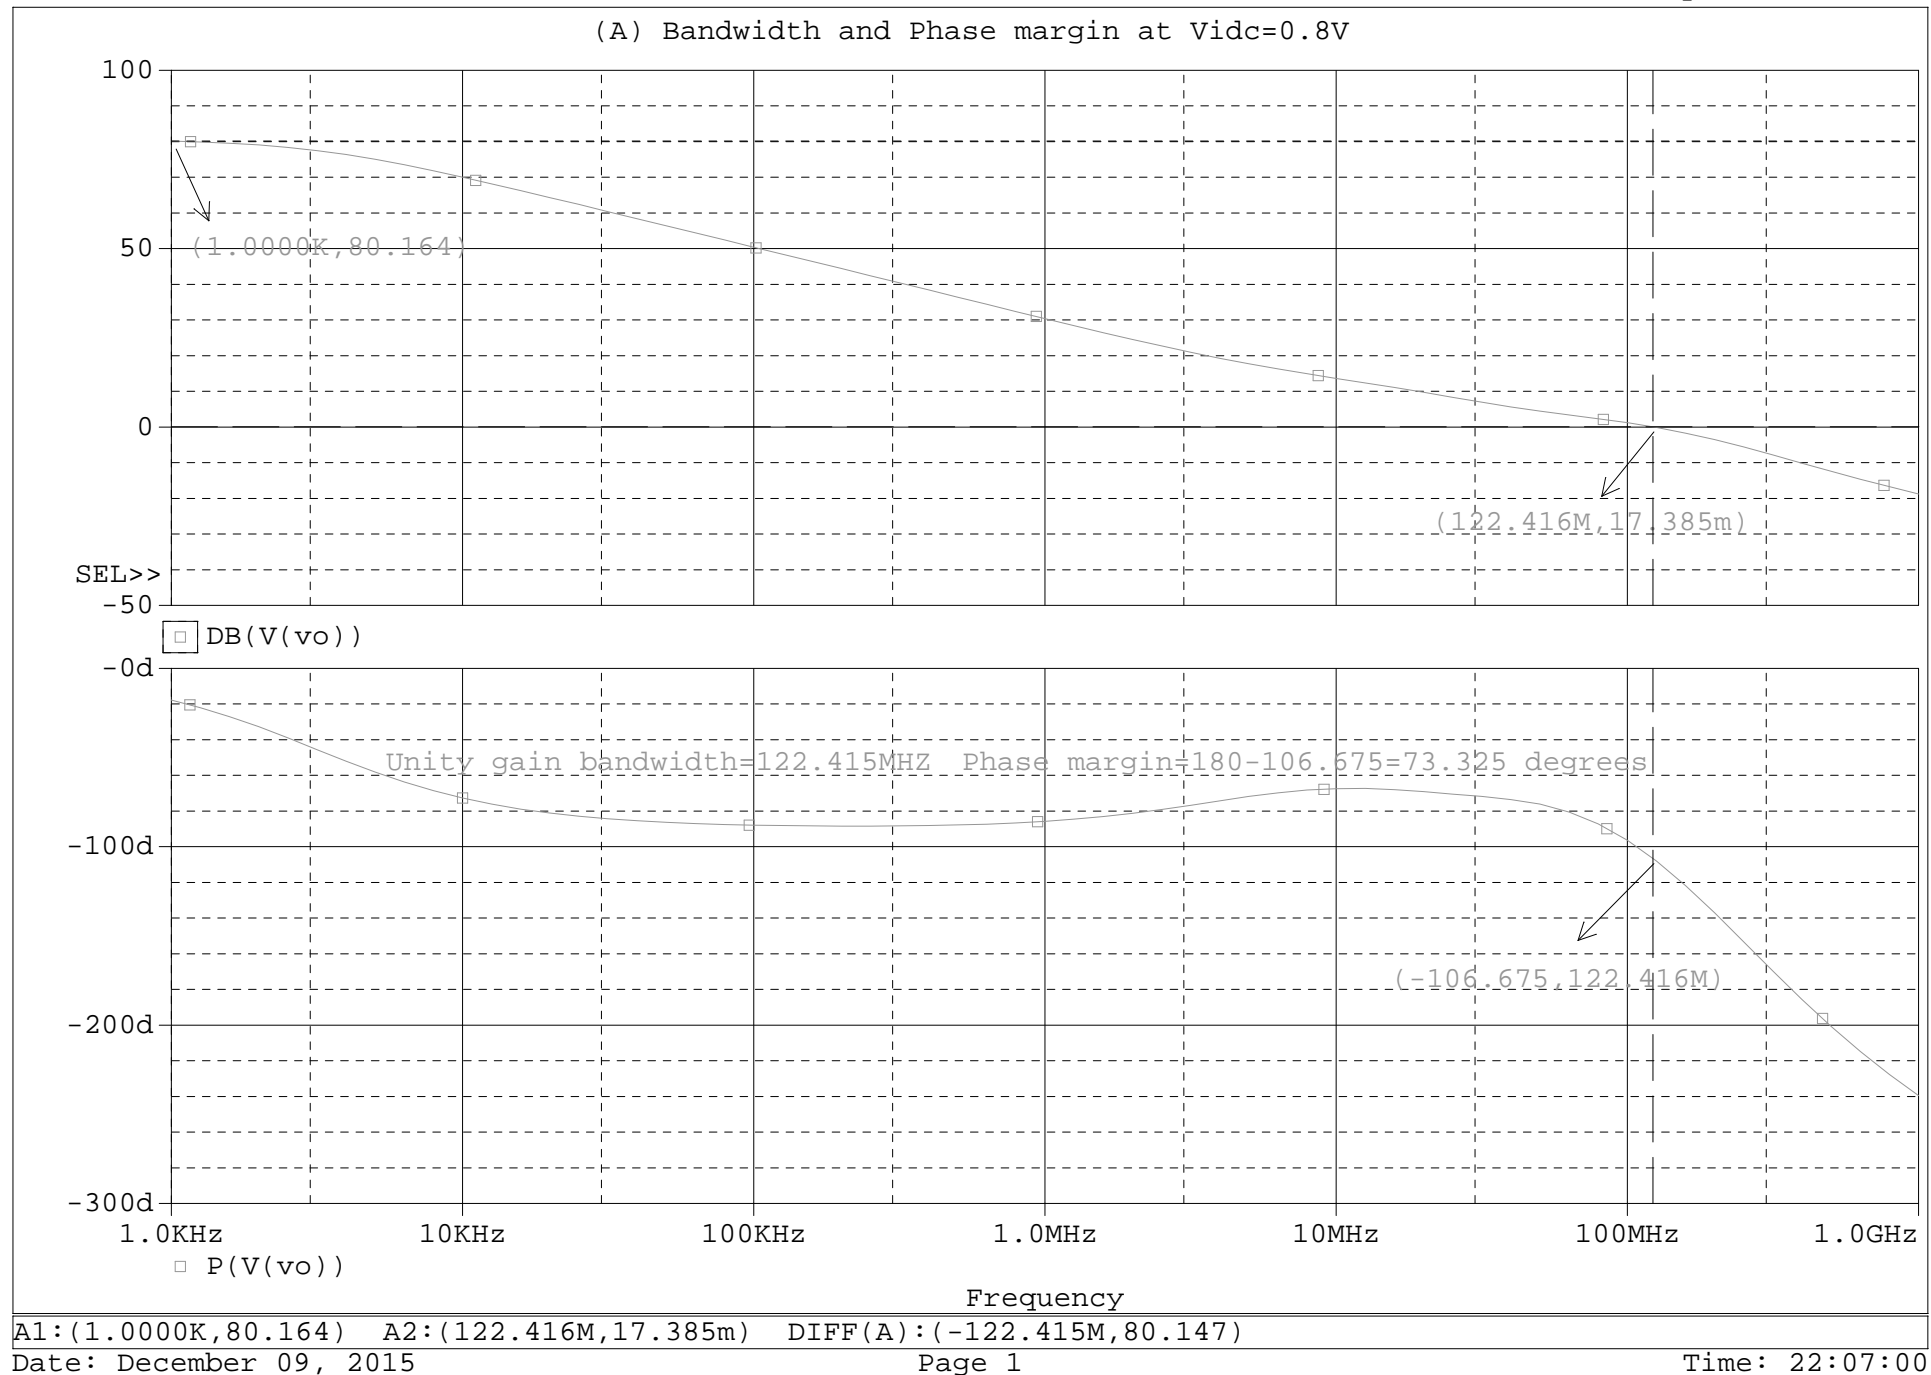 (A) Bandwidth and Phase margin at Vidc=0.8V
100
(1.0000K,80.164)
50
0
(122.416M,17.385m)
SEL>>
-50
DB(V(vo))
-0d
Unity gain bandwidth=122.415MHZ Phase margin=180-106.675=73.325 degrees
-100d
(-106.675,122.416M)
-200d
-300d
1.0KHz 10KHz 100KHz 1.0MHz 10MHz 100MHz 1.0GHz
P(V(vo))
Frequency
A1:(1.0000K,80.164) A2:(122.416M,17.385m) DIFF(A):(-122.415M,80.147)
Date: December 09, 2015 Page 1 Time: 22:07:00